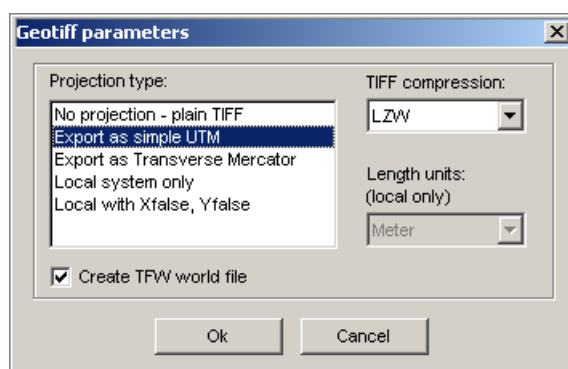 Geotiff parameters
Projection type:
No projection - plain TIFF
Export as simple UTM
Export as Transverse Mercator
Local system only
Local with Xfalse, Yfalse
Create TFW world file
TIFF compression:
LZW
Length units:
(local only)
Meter
Ok
Cancel